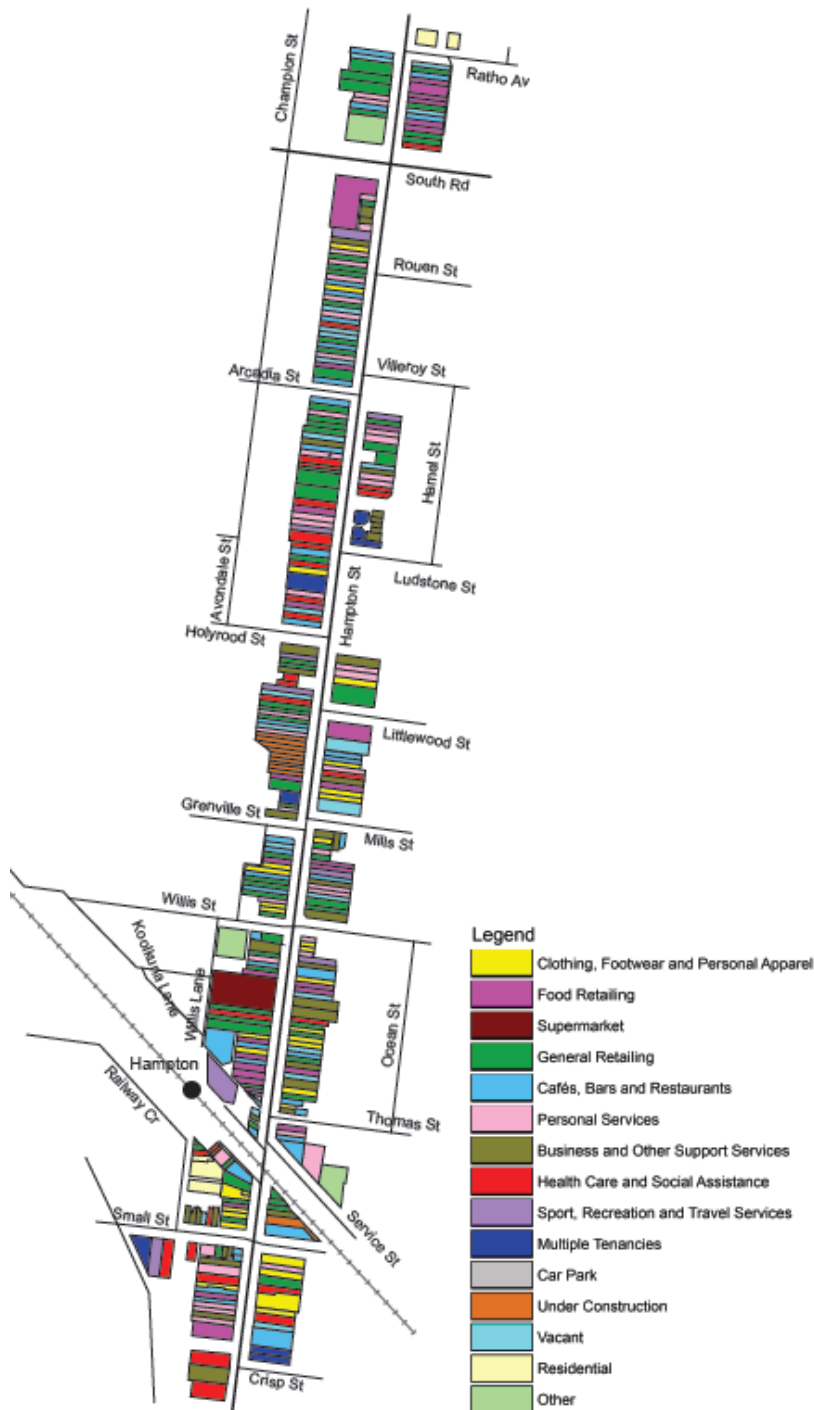 Champion St
Ratho Av
South Rd
Rouen St
Villeroy St
Arcadia St
Hamel St
Avondale St
Hampton St
Ludstone St
Holyrood St
Littlewood St
Grenville St
Mills St
Willis St
Koolkuna Lane
Willis Lane
Ocean St
Hampton
Railway Cr
Thomas St
Service St
Small St
Crisp St
Legend
Clothing, Footwear and Personal Apparel
Food Retailing
Supermarket
General Retailing
Cafés, Bars and Restaurants
Personal Services
Business and Other Support Services
Health Care and Social Assistance
Sport, Recreation and Travel Services
Multiple Tenancies
Car Park
Under Construction
Vacant
Residential
Other